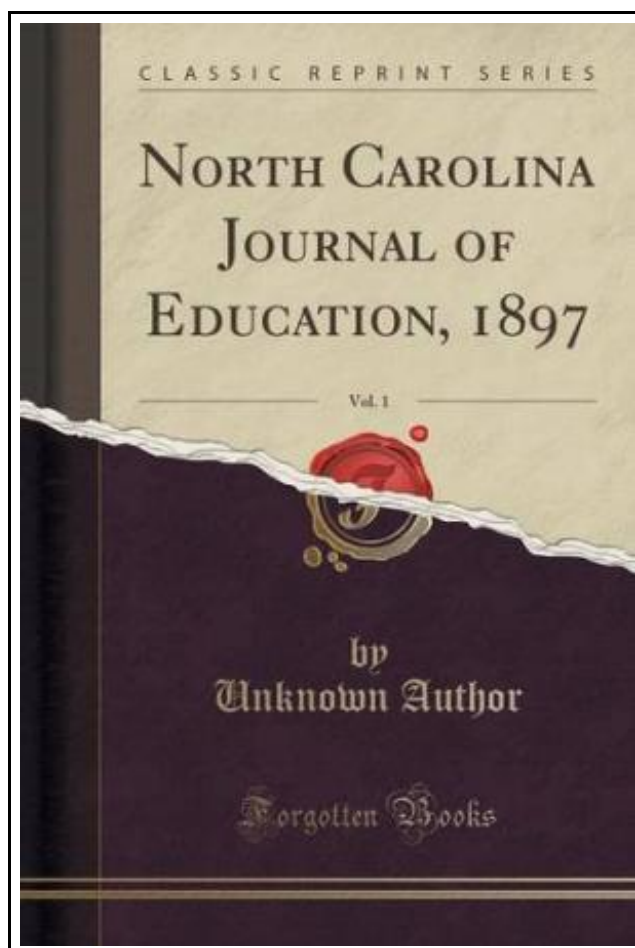 CLASSIC REPRINT SERIES
NORTH CAROLINA
JOURNAL OF
EDUCATION, 1897
Vol. 1
by
Unknown Author
Forgotten Books